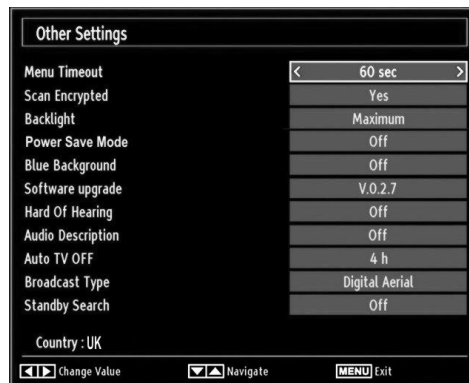 Other Settings
Menu Timeout < 60 sec >
Scan Encrypted Yes
Backlight Maximum
Power Save Mode Off
Blue Background Off
Software upgrade V.0.2.7
Hard Of Hearing Off
Audio Description Off
Auto TV OFF 4 h
Broadcast Type Digital Aerial
Standby Search Off
Country : UK
Change Value Navigate MENU Exit